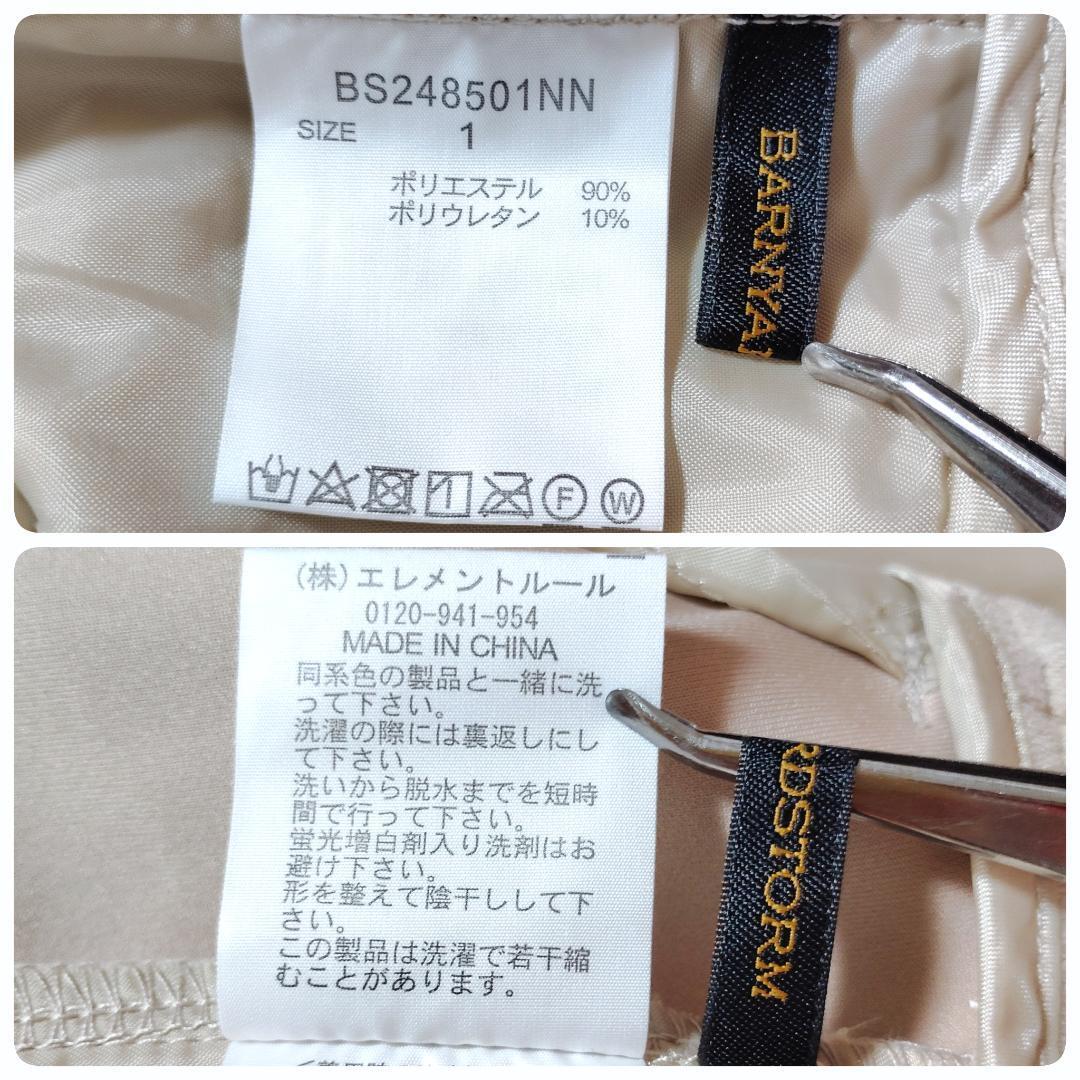 BS248501NN
SIZE 1
ポリエステル 90%
ポリウレタン 10%
1
F
W
BARNYA
(株)エレメントルール
0120-941-954
MADE IN CHINA
同系色の製品と一緒に洗
って下さい。
洗濯の際には裏返しにし
て下さい。
洗いから脱水までを短時
間で行って下さい。
蛍光増白剤入り洗剤はお
避け下さい。
形を整えて陰干しして下
さい。
この製品は洗濯で若干縮
むことがあります。
RDSTORM